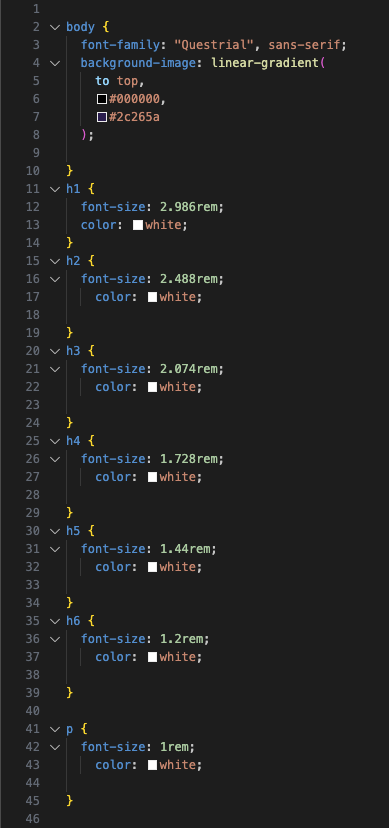 1
2 body {
3   font-family: "Questrial", sans-serif;
4   background-image: linear-gradient(
5     to top,
6     #000000,
7     #2c265a
8   );
9
10 }
11 h1 {
12   font-size: 2.986rem;
13   color: white;
14 }
15 h2 {
16   font-size: 2.488rem;
17     color: white;
18
19 }
20 h3 {
21   font-size: 2.074rem;
22     color: white;
23
24 }
25 h4 {
26   font-size: 1.728rem;
27     color: white;
28
29 }
30 h5 {
31   font-size: 1.44rem;
32     color: white;
33
34 }
35 h6 {
36   font-size: 1.2rem;
37     color: white;
38
39 }
40
41 p {
42   font-size: 1rem;
43     color: white;
44
45 }
46